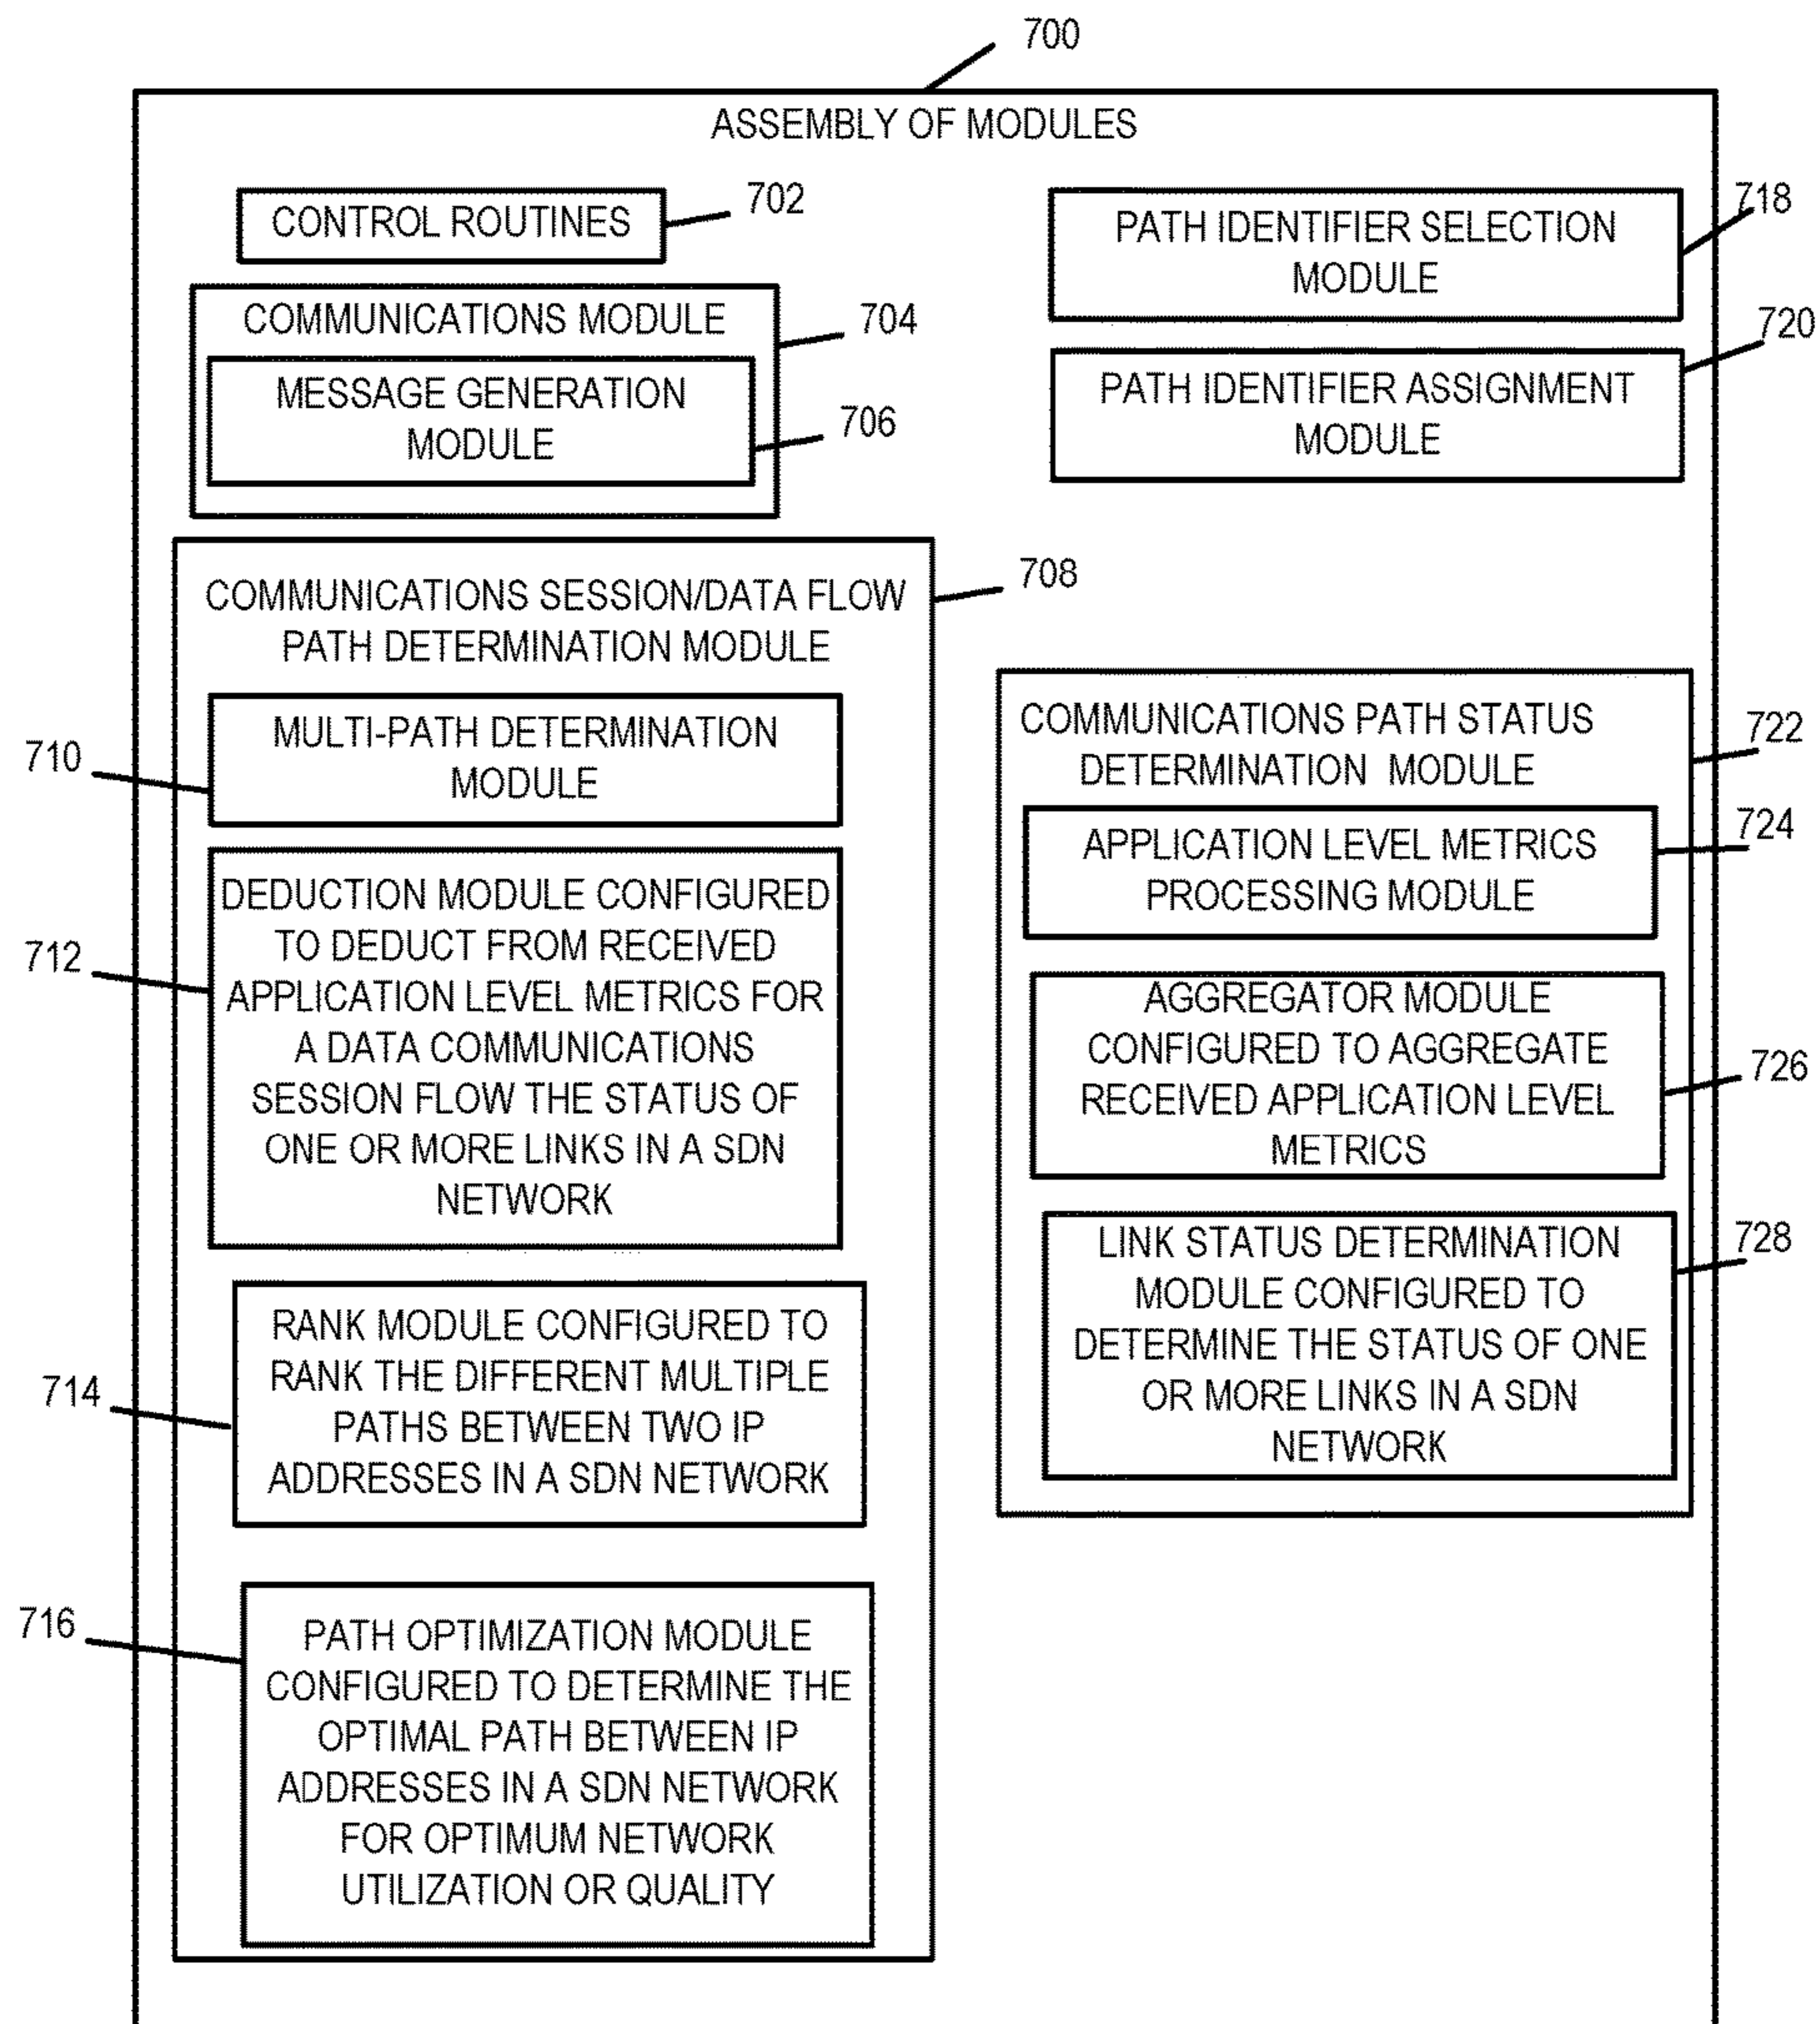 700
ASSEMBLY OF MODULES
CONTROL ROUTINES
702
COMMUNICATIONS MODULE
704
MESSAGE GENERATION
MODULE
706
COMMUNICATIONS SESSION/DATA FLOW
PATH DETERMINATION MODULE
708
MULTI-PATH DETERMINATION
MODULE
710
DEDUCTION MODULE CONFIGURED
TO DEDUCT FROM RECEIVED
APPLICATION LEVEL METRICS FOR
A DATA COMMUNICATIONS
SESSION FLOW THE STATUS OF
ONE OR MORE LINKS IN A SDN
NETWORK
712
RANK MODULE CONFIGURED TO
RANK THE DIFFERENT MULTIPLE
PATHS BETWEEN TWO IP
ADDRESSES IN A SDN NETWORK
714
PATH OPTIMIZATION MODULE
CONFIGURED TO DETERMINE THE
OPTIMAL PATH BETWEEN IP
ADDRESSES IN A SDN NETWORK
FOR OPTIMUM NETWORK
UTILIZATION OR QUALITY
716
PATH IDENTIFIER SELECTION
MODULE
718
PATH IDENTIFIER ASSIGNMENT
MODULE
720
COMMUNICATIONS PATH STATUS
DETERMINATION MODULE
722
APPLICATION LEVEL METRICS
PROCESSING MODULE
724
AGGREGATOR MODULE
CONFIGURED TO AGGREGATE
RECEIVED APPLICATION LEVEL
METRICS
726
LINK STATUS DETERMINATION
MODULE CONFIGURED TO
DETERMINE THE STATUS OF ONE
OR MORE LINKS IN A SDN
NETWORK
728